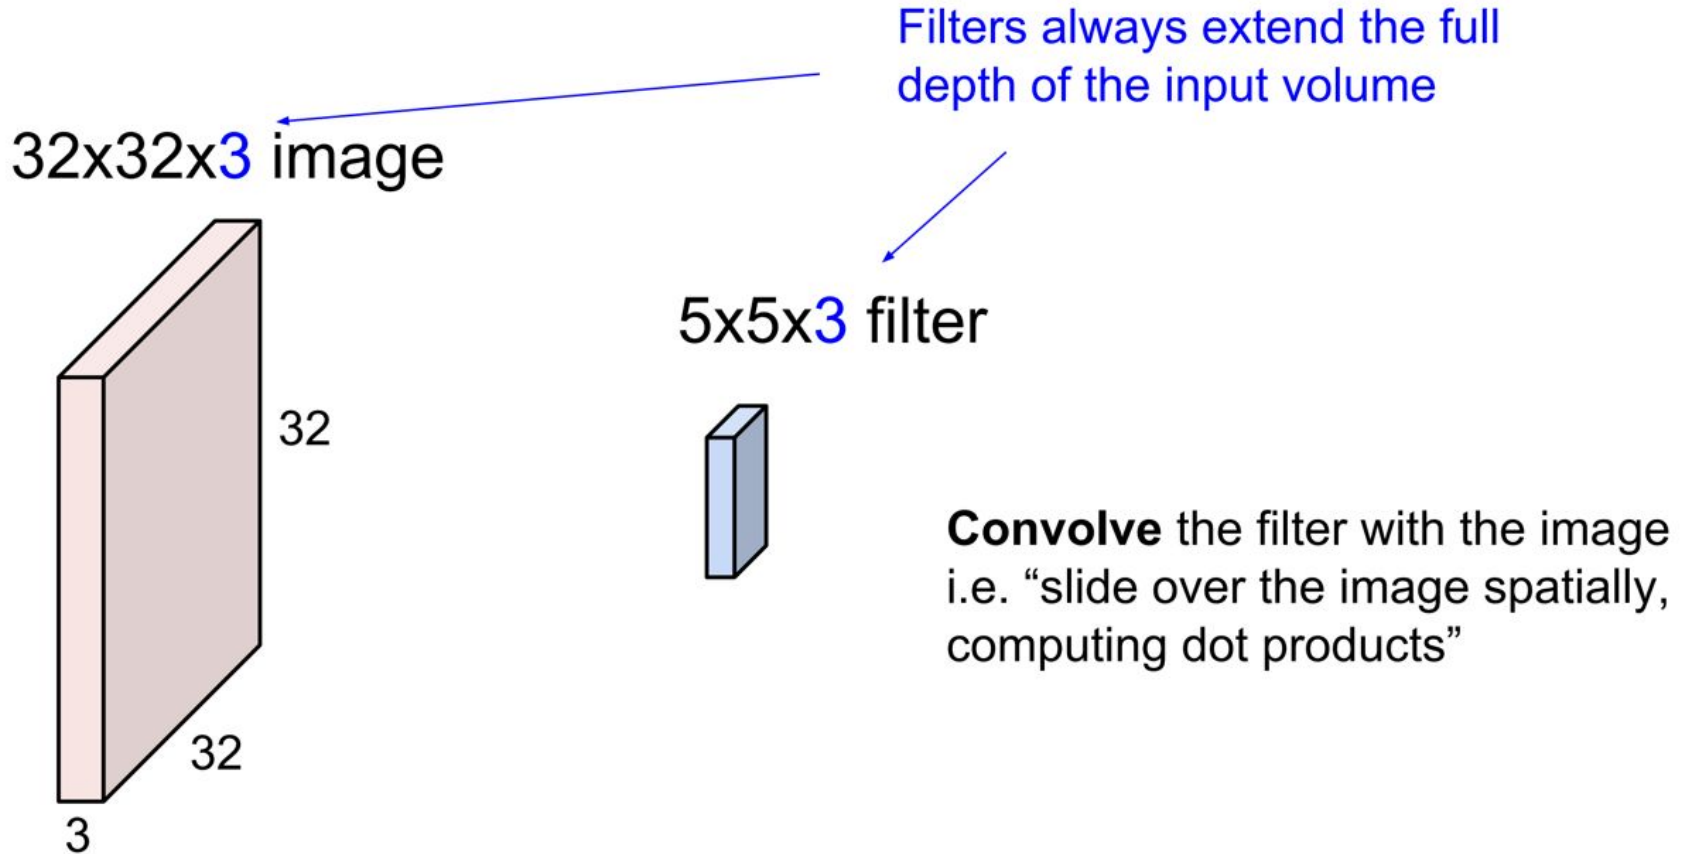 Filters always extend the full
depth of the input volume
32x32x3 image
5x5x3 filter
32
32
3
Convolve the filter with the image
i.e. “slide over the image spatially,
computing dot products”